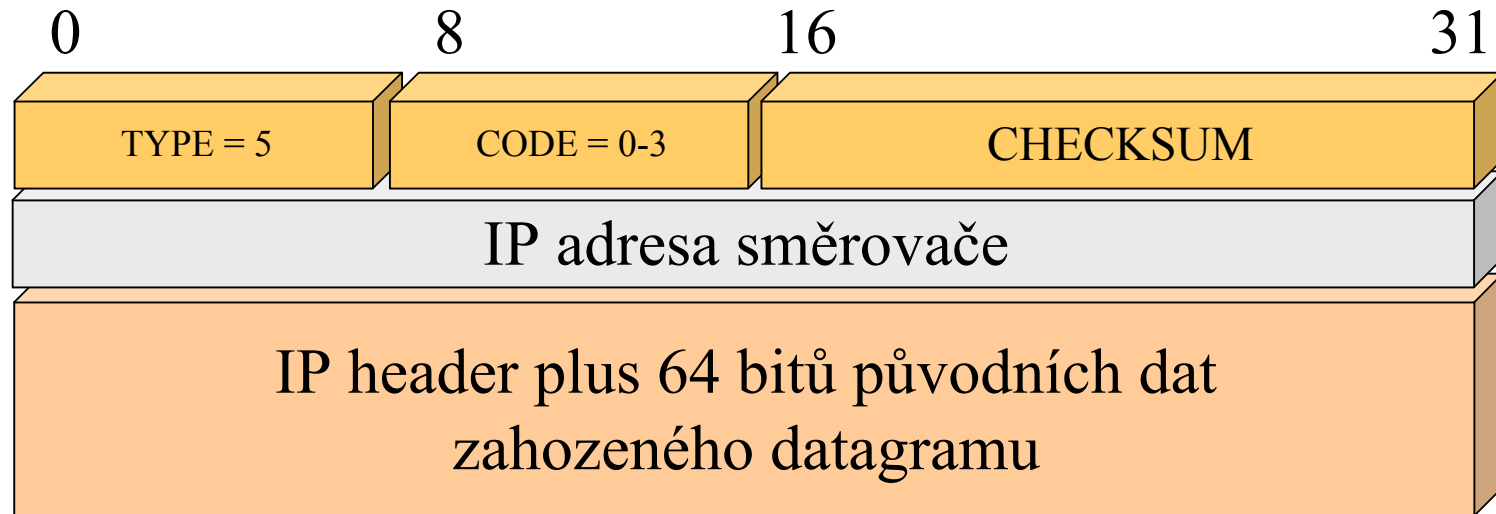 0 8 16 31
TYPE = 5 CODE = 0-3 CHECKSUM
IP adresa směrovače
IP header plus 64 bitů původních dat
zahozeného datagramu